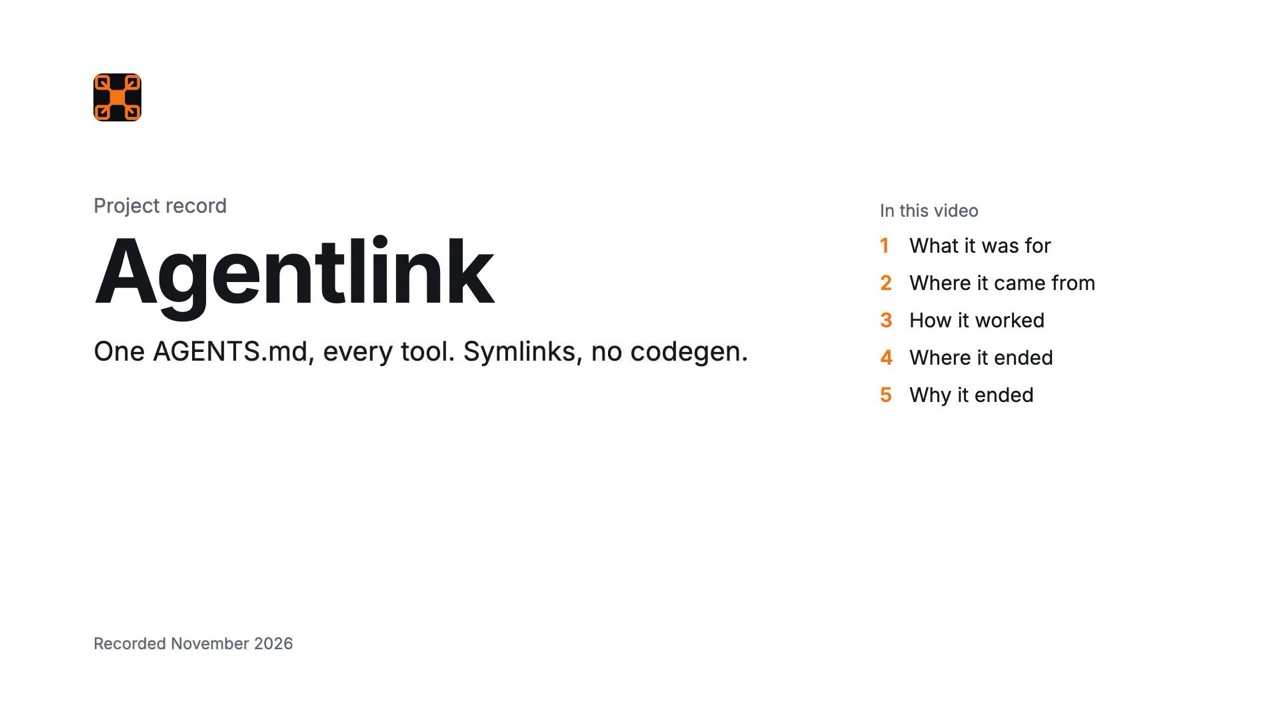 Project record
Agentlink
One AGENTS.md, every tool. Symlinks, no codegen.
In this video
1 What it was for
2 Where it came from
3 How it worked
4 Where it ended
5 Why it ended
Recorded November 2026